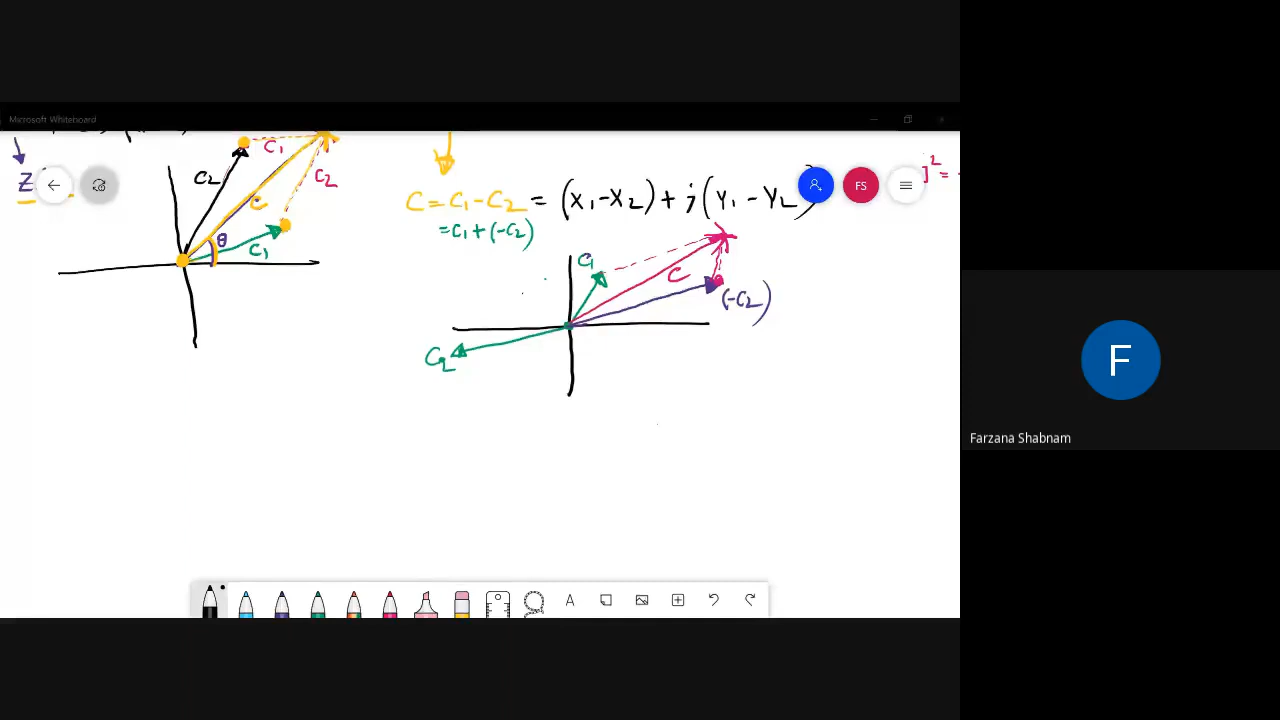 Microsoft Whiteboard
Z
C2
C1
C2
C
θ
C1
C = C1 - C2 = (x1-x2) + j(y1-y2)
= C1 + (-C2)
]² =
FS
C1
C
(-C2)
C2
A
F
Farzana Shabnam